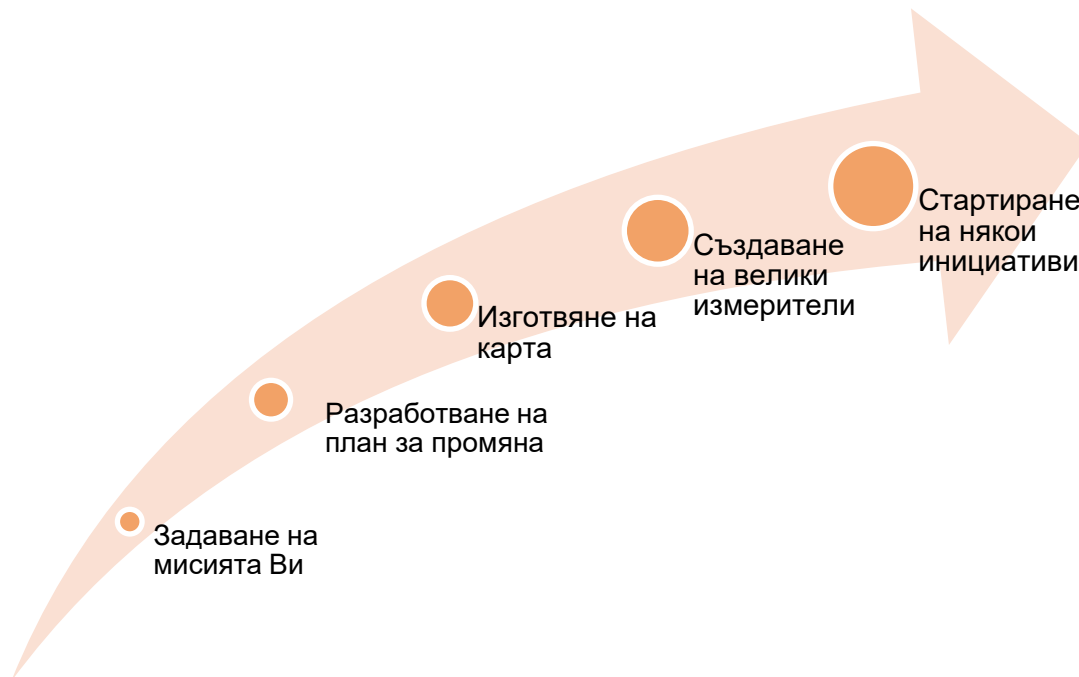 Задаване на
мисията Ви
Разработване на
план за промяна
Изготвяне на
карта
Създаване
на велики
измерители
Стартиране
на някои
инициативи